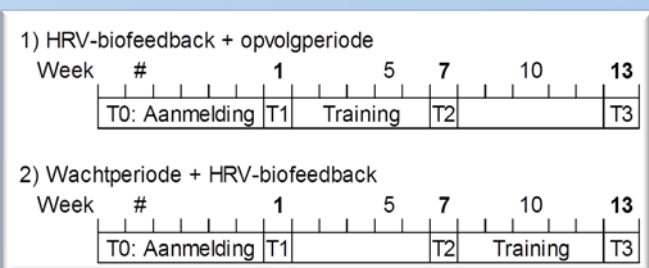 1) HRV-biofeedback + opvolgperiode
Week # 1 5 7 10 13
T0: Aanmelding T1 Training T2 T3
2) Wachtperiode + HRV-biofeedback
Week # 1 5 7 10 13
T0: Aanmelding T1 T2 Training T3